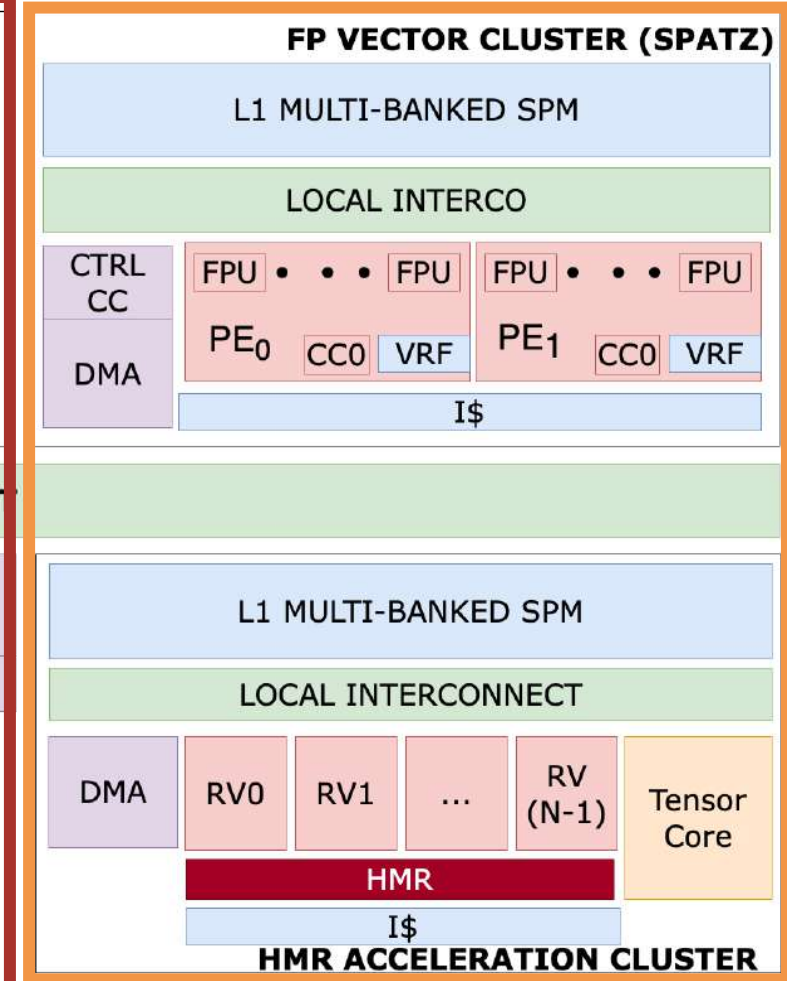 FP VECTOR CLUSTER (SPATZ)
L1 MULTI-BANKED SPM
LOCAL INTERCO
CTRL
CC
DMA
FPU • • • FPU
PE0
CC0
VRF
FPU • • • FPU
PE1
CC0
VRF
I$
L1 MULTI-BANKED SPM
LOCAL INTERCONNECT
DMA
RV0
RV1
...
RV
(N-1)
Tensor
Core
HMR
I$
HMR ACCELERATION CLUSTER